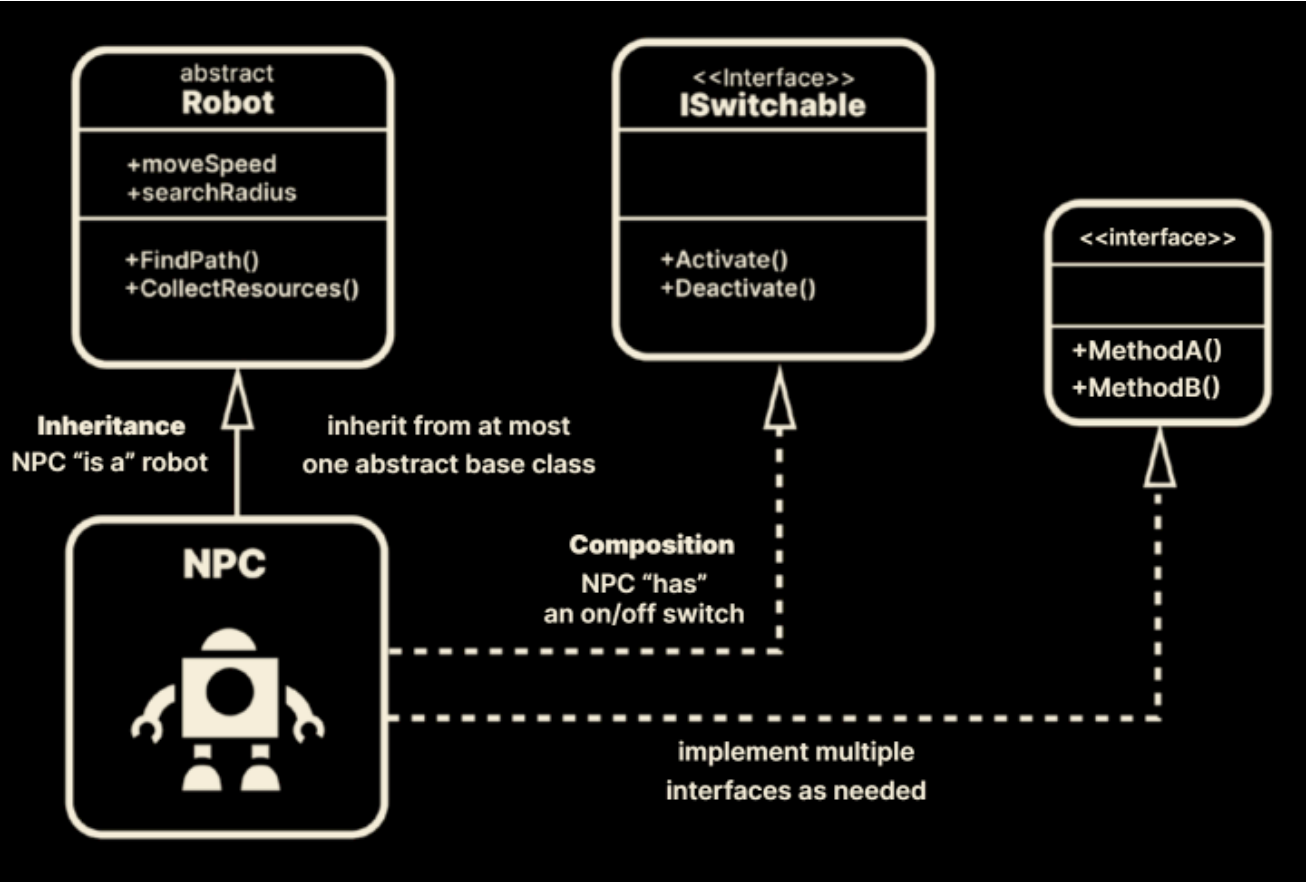 abstract
Robot
+moveSpeed
+searchRadius
+FindPath()
+CollectResources()
<<Interface>>
ISwitchable
+Activate()
+Deactivate()
<<interface>>
+MethodA()
+MethodB()
Inheritance
NPC “is a” robot
inherit from at most
one abstract base class
NPC
Composition
NPC “has”
an on/off switch
implement multiple
interfaces as needed